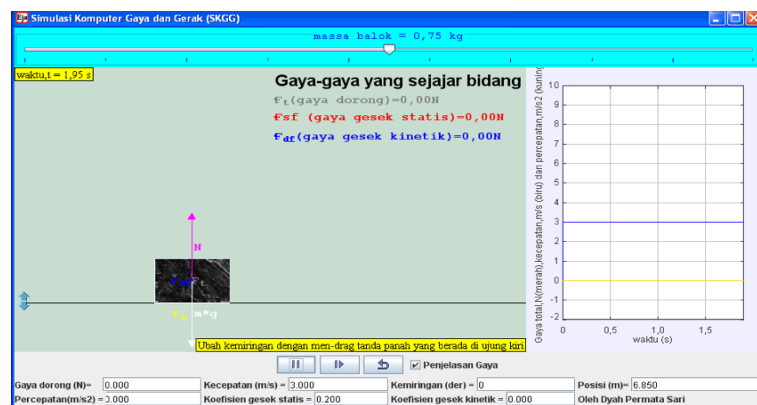 Simulasi Komputer Gaya dan Gerak (SKGG)
massa balok = 0,75 kg
waktu,t = 1,95 s
Gaya-gaya yang sejajar bidang
Ft(gaya dorong)=0,00N
Fsf (gaya gesek statis)=0,00N
Fdf(gaya gesek kinetik)=0,00N
N
m*g
Ubah kemiringan dengan men-drag tanda panah yang berada di ujung kiri
Gaya total,N(merah),kecepatan,m/s (biru) dan percepatan,m/s2 (kuning
10
9
8
7
6
5
4
3
2
1
0
-1
-2
0 0,5 1,0 1,5
waktu (s)
Penjelasan Gaya
Gaya dorong (N)= 0.000 Kecepatan (m/s) = 3.000 Kemiringan (der) = 0 Posisi (m)= 6.850
Percepatan(m/s2) = 0.000 Koefisien gesek statis = 0.200 Koefisien gesek kinetik = 0.000 Oleh Dyah Permata Sari